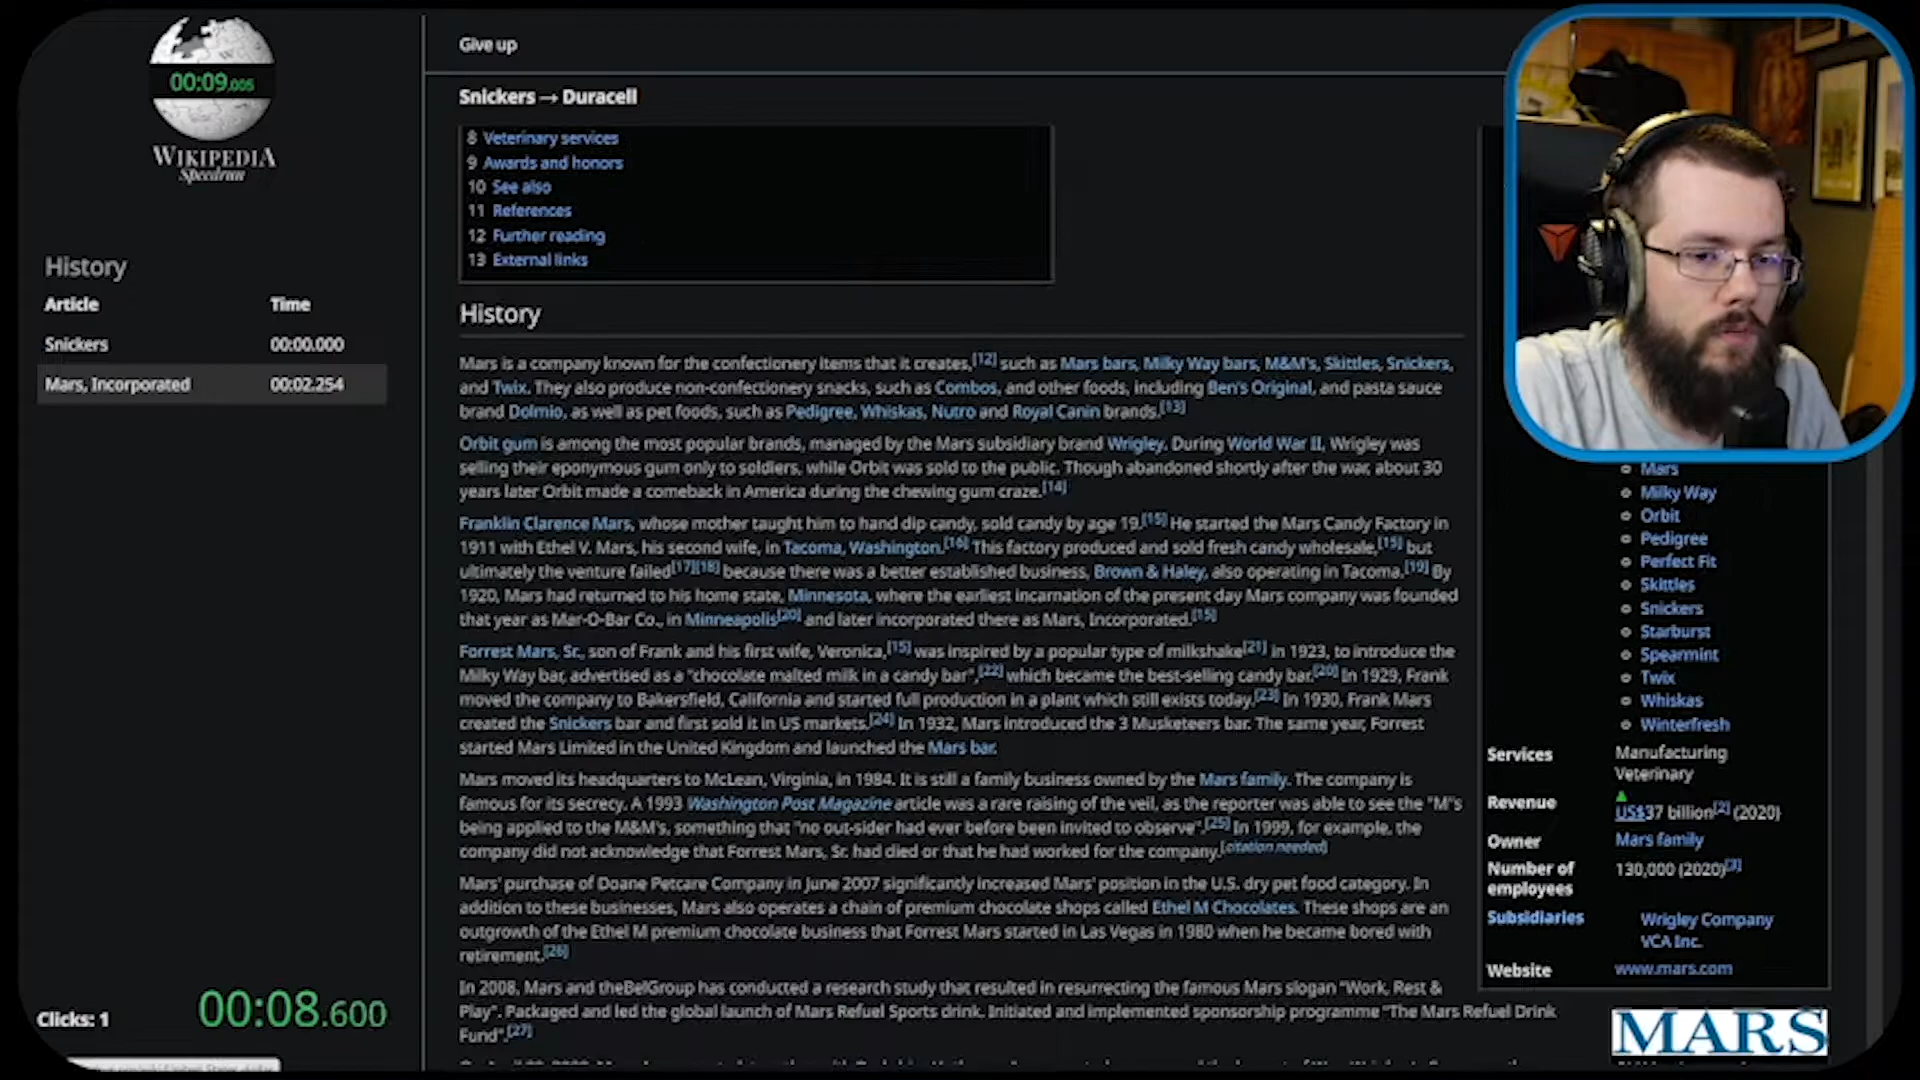 00:09.005
WIKIPEDIA
Speedrun
History
Article Time
Snickers 00:00.000
Mars, Incorporated 00:02.254
Clicks: 1
00:08.600
Give up
Snickers → Duracell
8 Veterinary services
9 Awards and honors
10 See also
11 References
12 Further reading
13 External links
History
Mars is a company known for the confectionery items that it creates,[12] such as Mars bars, Milky Way bars, M&M's, Skittles, Snickers,
and Twix. They also produce non-confectionery snacks, such as Combos, and other foods, including Ben's Original, and pasta sauce
brand Dolmio, as well as pet foods, such as Pedigree, Whiskas, Nutro and Royal Canin brands.[13]
Orbit gum is among the most popular brands, managed by the Mars subsidiary brand Wrigley. During World War II, Wrigley was
selling their eponymous gum only to soldiers, while Orbit was sold to the public. Though abandoned shortly after the war, about 30
years later Orbit made a comeback in America during the chewing gum craze.[14]
Franklin Clarence Mars, whose mother taught him to hand dip candy, sold candy by age 19.[15] He started the Mars Candy Factory in
1911 with Ethel V. Mars, his second wife, in Tacoma, Washington.[16] This factory produced and sold fresh candy wholesale,[15] but
ultimately the venture failed[17][18] because there was a better established business, Brown & Haley, also operating in Tacoma.[19] By
1920, Mars had returned to his home state, Minnesota, where the earliest incarnation of the present day Mars company was founded
that year as Mar-O-Bar Co., in Minneapolis[20] and later incorporated there as Mars, Incorporated.[15]
Forrest Mars, Sr., son of Frank and his first wife, Veronica,[15] was inspired by a popular type of milkshake[21] in 1923, to introduce the
Milky Way bar, advertised as a "chocolate malted milk in a candy bar",[22] which became the best-selling candy bar.[20] In 1929, Frank
moved the company to Bakersfield, California and started full production in a plant which still exists today.[23] In 1930, Frank Mars
created the Snickers bar and first sold it in US markets.[24] In 1932, Mars introduced the 3 Musketeers bar. The same year, Forrest
started Mars Limited in the United Kingdom and launched the Mars bar.
Mars moved its headquarters to McLean, Virginia, in 1984. It is still a family business owned by the Mars family. The company is
famous for its secrecy. A 1993 Washington Post Magazine article was a rare raising of the veil, as the reporter was able to see the "M"s
being applied to the M&M's, something that "no out-sider had ever before been invited to observe".[25] In 1999, for example, the
company did not acknowledge that Forrest Mars, Sr. had died or that he had worked for the company.[citation needed]
Mars' purchase of Doane Petcare Company in June 2007 significantly increased Mars' position in the U.S. dry pet food category. In
addition to these businesses, Mars also operates a chain of premium chocolate shops called Ethel M Chocolates. These shops are an
outgrowth of the Ethel M premium chocolate business that Forrest Mars started in Las Vegas in 1980 when he became bored with
retirement.[26]
In 2008, Mars and theBelGroup has conducted a research study that resulted in resurrecting the famous Mars slogan "Work, Rest &
Play". Packaged and led the global launch of Mars Refuel Sports drink. Initiated and implemented sponsorship programme "The Mars Refuel Drink
Fund".[27]
Mars
Milky Way
Orbit
Pedigree
Perfect Fit
Skittles
Snickers
Starburst
Spearmint
Twix
Whiskas
Winterfresh
Services Manufacturing
Veterinary
Revenue ▲
US$37 billion[2] (2020)
Owner Mars family
Number of employees 130,000 (2020)[3]
Subsidiaries Wrigley Company
VCA Inc.
Website www.mars.com
MARS